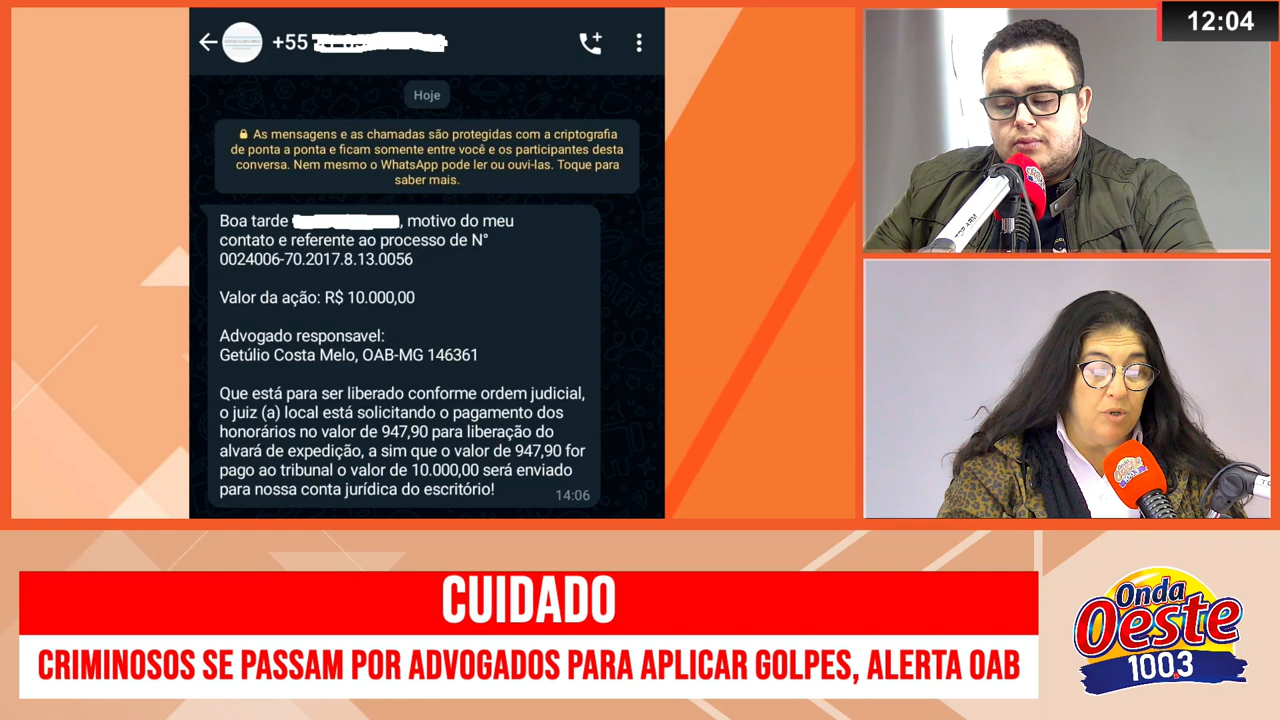 12:04
+55
Hoje
As mensagens e as chamadas são protegidas com a criptografia
de ponta a ponta e ficam somente entre você e os participantes desta
conversa. Nem mesmo o WhatsApp pode ler ou ouvi-las. Toque para
saber mais.
Boa tarde , motivo do meu
contato e referente ao processo de N°
0024006-70.2017.8.13.0056
Valor da ação: R$ 10.000,00
Advogado responsavel:
Getúlio Costa Melo, OAB-MG 146361
Que está para ser liberado conforme ordem judicial,
o juiz (a) local está solicitando o pagamento dos
honorários no valor de 947,90 para liberação do
alvará de expedição, a sim que o valor de 947,90 for
pago ao tribunal o valor de 10.000,00 será enviado
para nossa conta jurídica do escritório!
14:06
CUIDADO
CRIMINOSOS SE PASSAM POR ADVOGADOS PARA APLICAR GOLPES, ALERTA OAB
Onda
Oeste
100.3